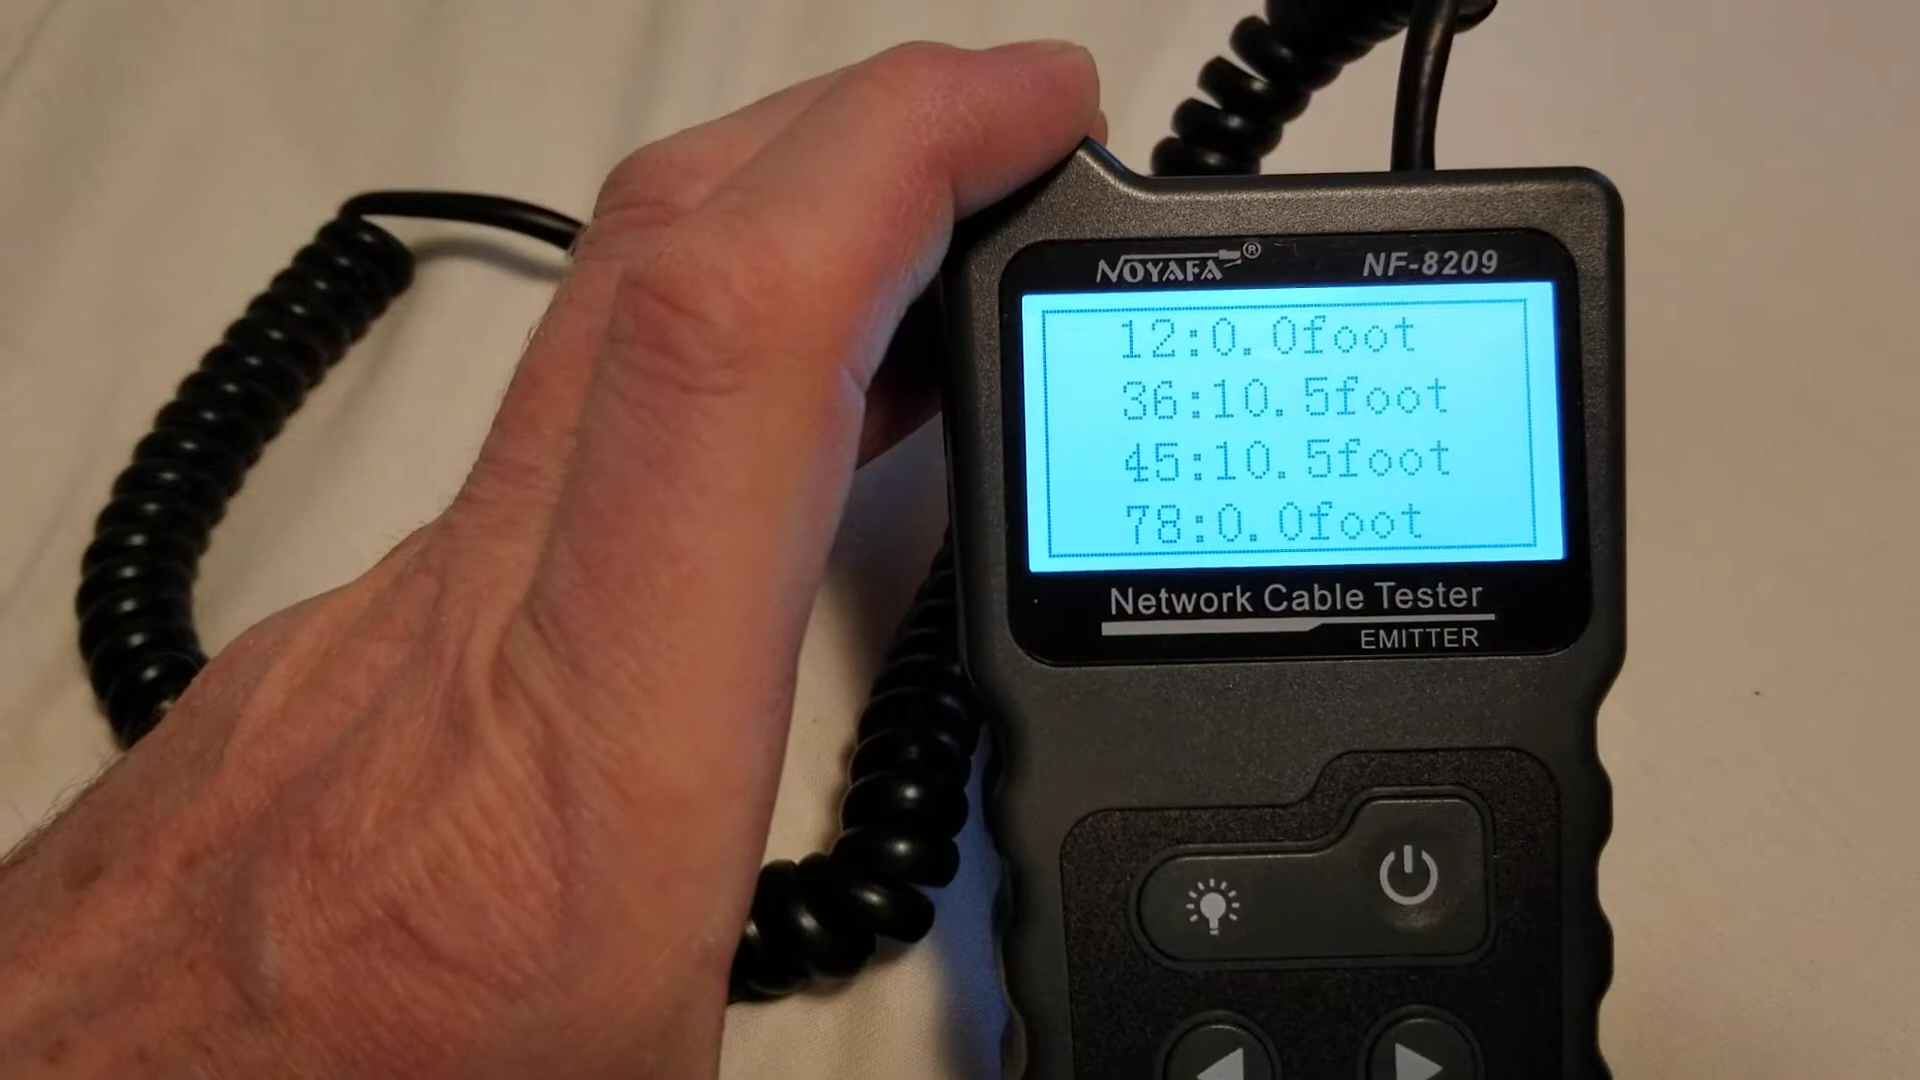 NOYAFA® NF-8209
12:0.0foot
36:10.5foot
45:10.5foot
78:0.0foot
Network Cable Tester
EMITTER